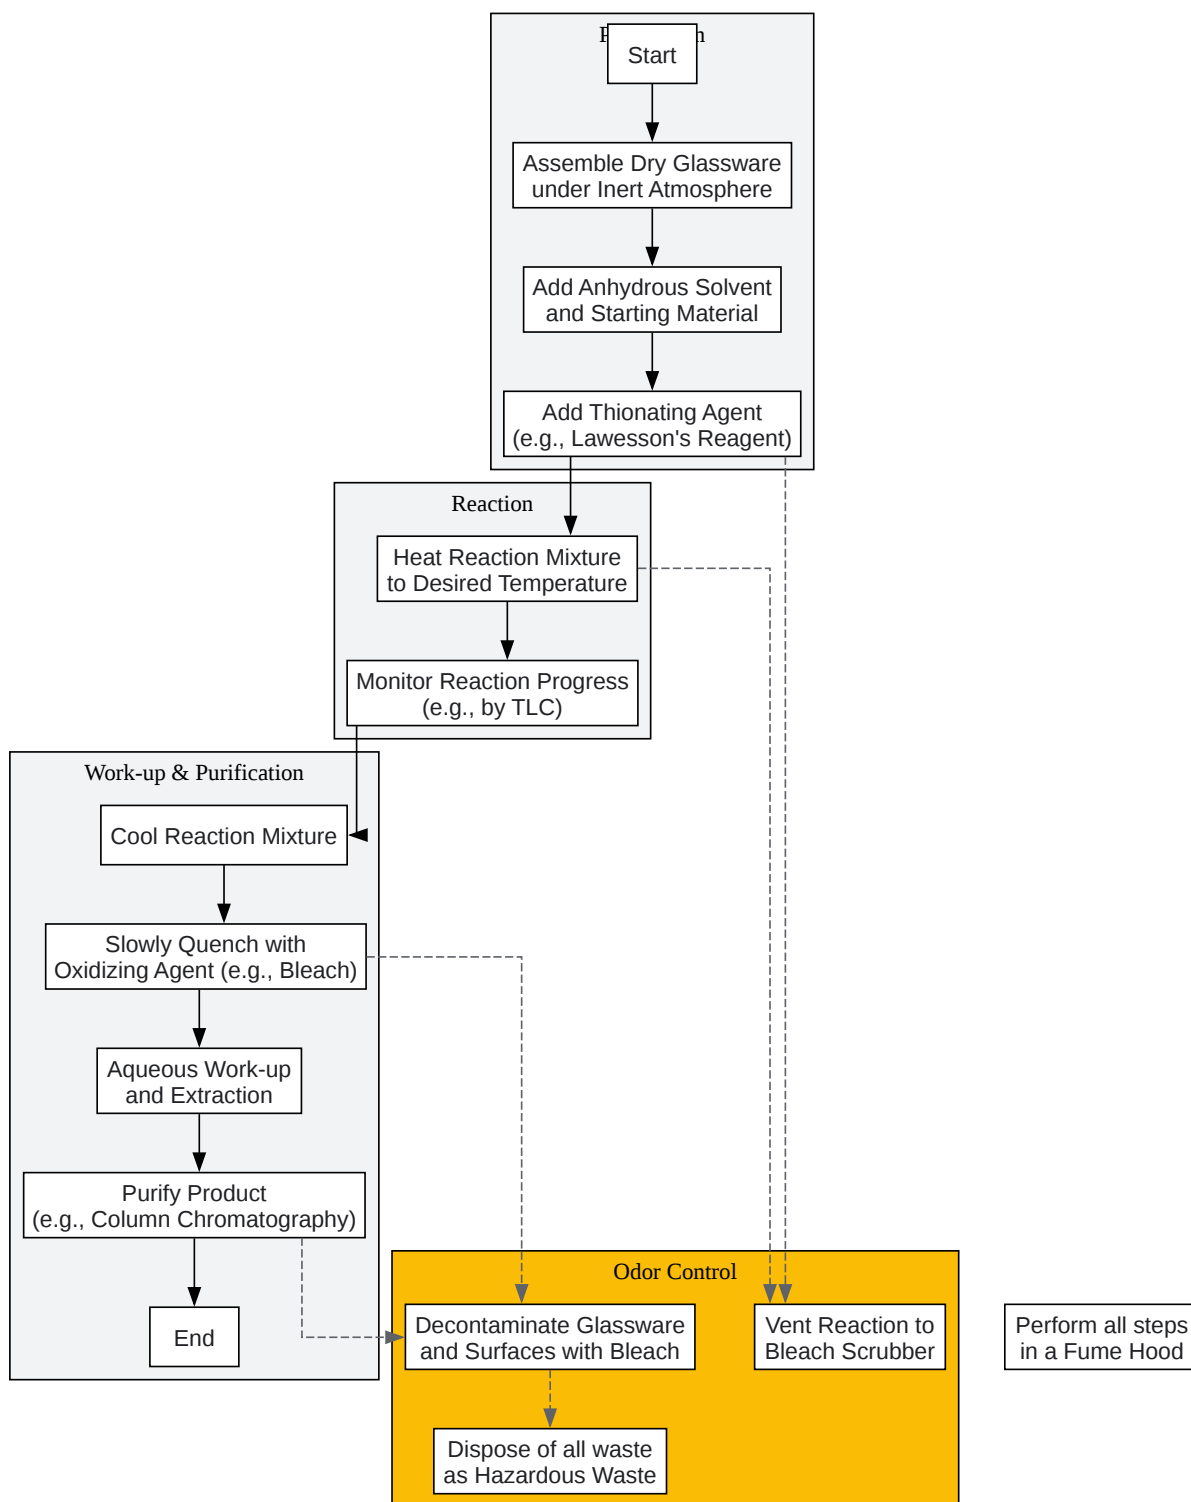 Start
Assemble Dry Glassware
under Inert Atmosphere
Add Anhydrous Solvent
and Starting Material
Add Thionating Agent
(e.g., Lawesson's Reagent)
Reaction
Heat Reaction Mixture
to Desired Temperature
Monitor Reaction Progress
(e.g., by TLC)
Work-up & Purification
Cool Reaction Mixture
Slowly Quench with
Oxidizing Agent (e.g., Bleach)
Aqueous Work-up
and Extraction
Purify Product
(e.g., Column Chromatography)
End
Odor Control
Decontaminate Glassware
and Surfaces with Bleach
Vent Reaction to
Bleach Scrubber
Perform all steps
in a Fume Hood
Dispose of all waste
as Hazardous Waste